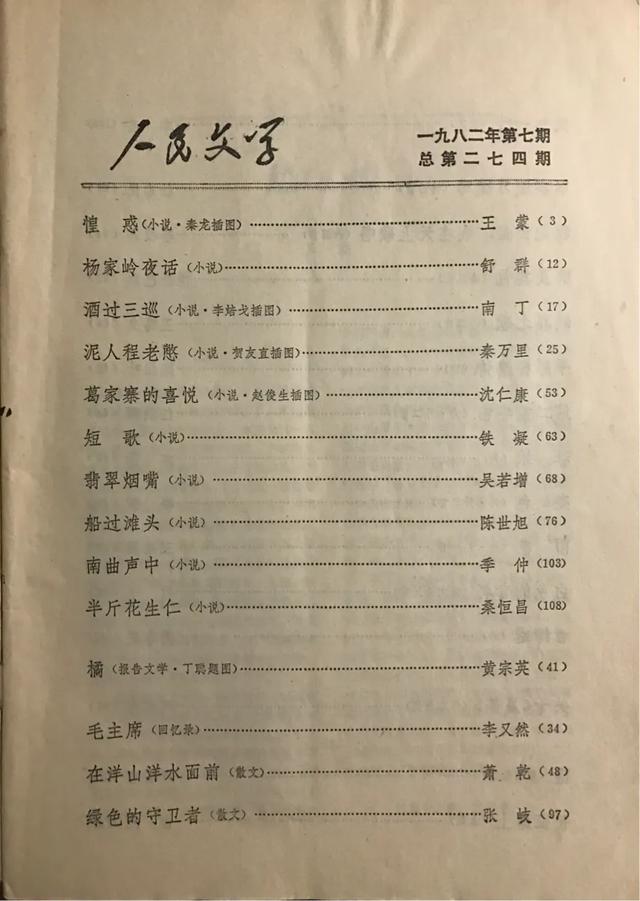 人民文学
一九八二年第七期
总第二七四期
惶惑(小说·秦龙插图)……王蒙(3)
杨家岭夜话(小说)……舒群(12)
酒过三巡(小说·李培戈插图)……南丁(17)
泥人程老憨(小说·贺友直插图)……秦万里(25)
葛家寨的喜悦(小说·赵俊生插图)……沈仁康(53)
短歌(小说)……铁凝(63)
翡翠烟嘴(小说)……吴若增(68)
船过滩头(小说)……陈世旭(76)
南曲声中(小说)……季仲(103)
半斤花生仁(小说)……桑恒昌(108)
橘(报告文学·丁聪题图)……黄宗英(41)
毛主席(回忆录)……李又然(34)
在洋山洋水面前(散文)……萧乾(48)
绿色的守卫者(散文)……张岐(97)